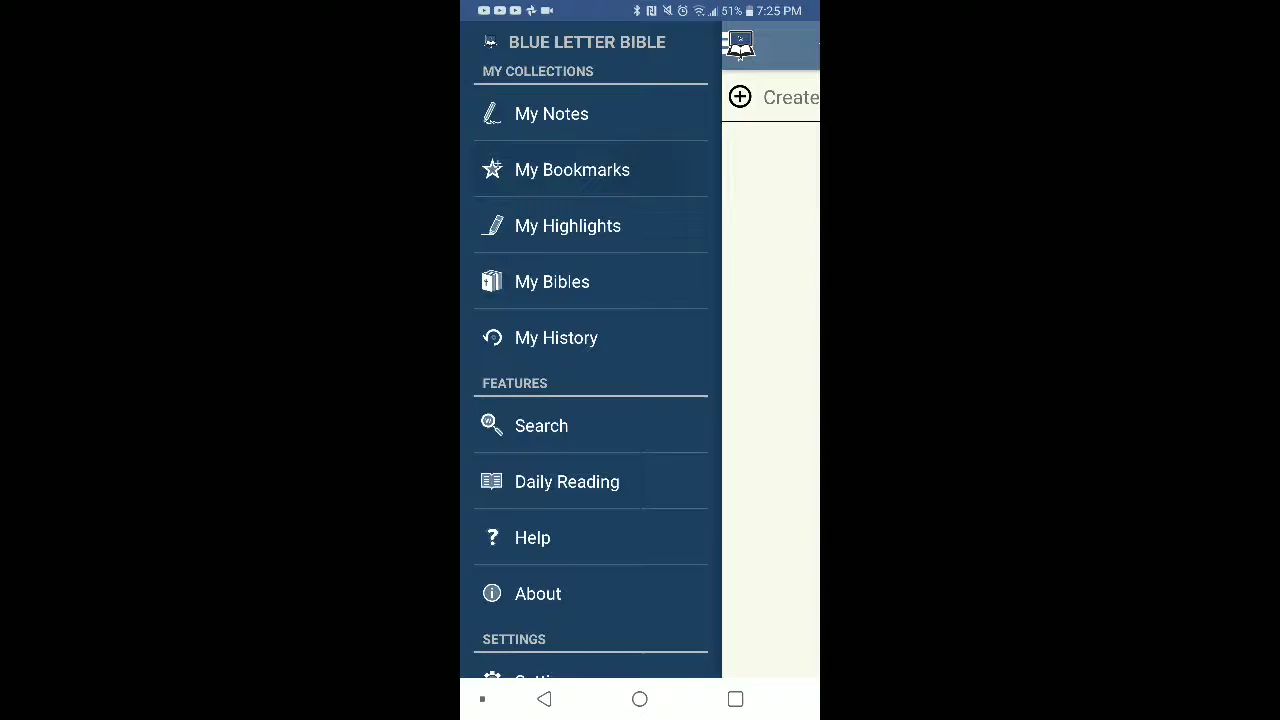 51% 7:25 PM
BLUE LETTER BIBLE
MY COLLECTIONS
Create
My Notes
My Bookmarks
My Highlights
My Bibles
My History
FEATURES
Search
Daily Reading
? Help
About
SETTINGS